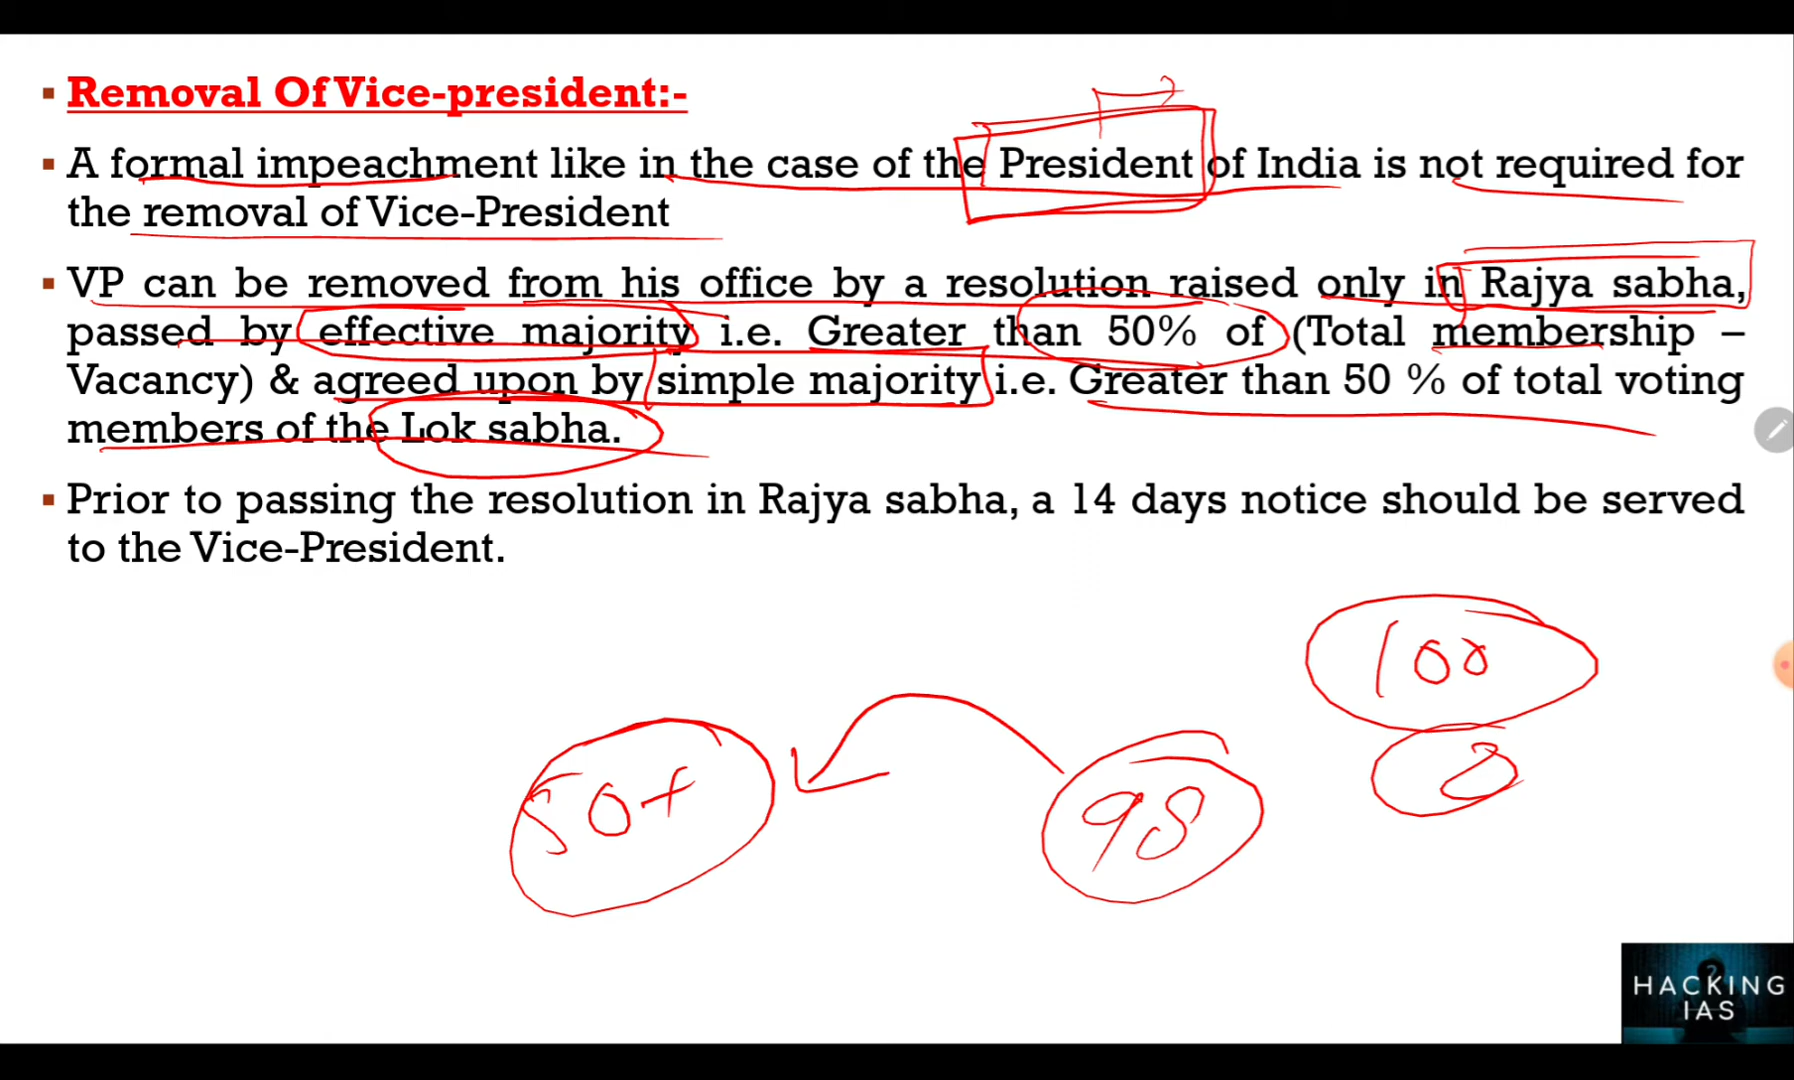 ▪ Removal Of Vice-president:-
▪ A formal impeachment like in the case of the President of India is not required for
the removal of Vice-President
▪ VP can be removed from his office by a resolution raised only in Rajya sabha,
passed by effective majority i.e. Greater than 50% of (Total membership –
Vacancy) & agreed upon by simple majority i.e. Greater than 50 % of total voting
members of the Lok sabha.
▪ Prior to passing the resolution in Rajya sabha, a 14 days notice should be served
to the Vice-President.
100
50+
98
HACKING
IAS